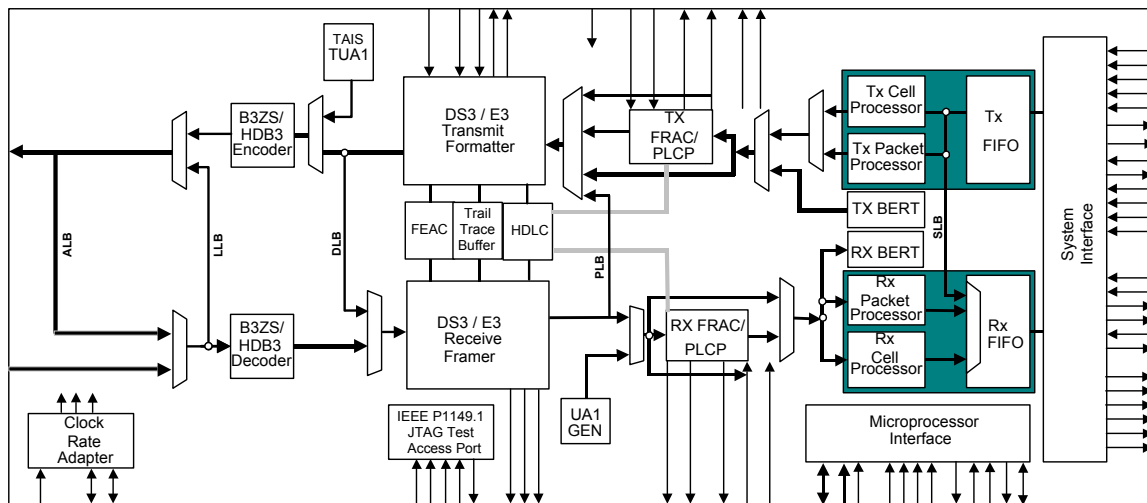 TAIS
TUA1
B3ZS/
HDB3
Encoder
DS3 / E3
Transmit
Formatter
TX
FRAC/
PLCP
Tx Cell
Processor
Tx Packet
Processor
Tx
FIFO
TX BERT
RX BERT
FEAC
Trail
Trace
Buffer
HDLC
ALB
LLB
DLB
PLB
SLB
System
Interface
B3ZS/
HDB3
Decoder
DS3 / E3
Receive
Framer
RX FRAC/
PLCP
Rx
Packet
Processor
Rx
Cell
Processor
Rx
FIFO
UA1
GEN
Clock
Rate
Adapter
IEEE P1149.1
JTAG Test
Access Port
Microprocessor
Interface